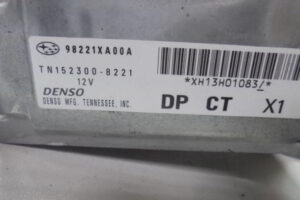 98221XA00A
TN152300-8221
12V
DENSO
DENSO MFG. TENNESSEE, INC.
*XH13H01083/*
DP CT X1